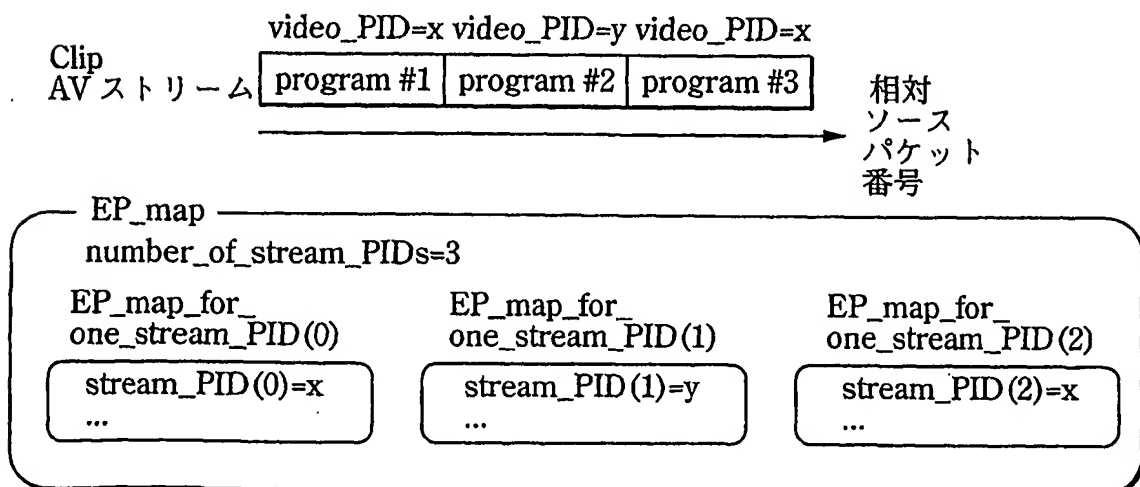 video_PID=x video_PID=y video_PID=x
Clip
AVストリーム
program #1 program #2 program #3
相対
ソース
パケット
番号
EP_map
number_of_stream_PIDs=3
EP_map_for_
one_stream_PID(0)
stream_PID(0)=x
...
EP_map_for_
one_stream_PID(1)
stream_PID(1)=y
...
EP_map_for_
one_stream_PID(2)
stream_PID(2)=x
...